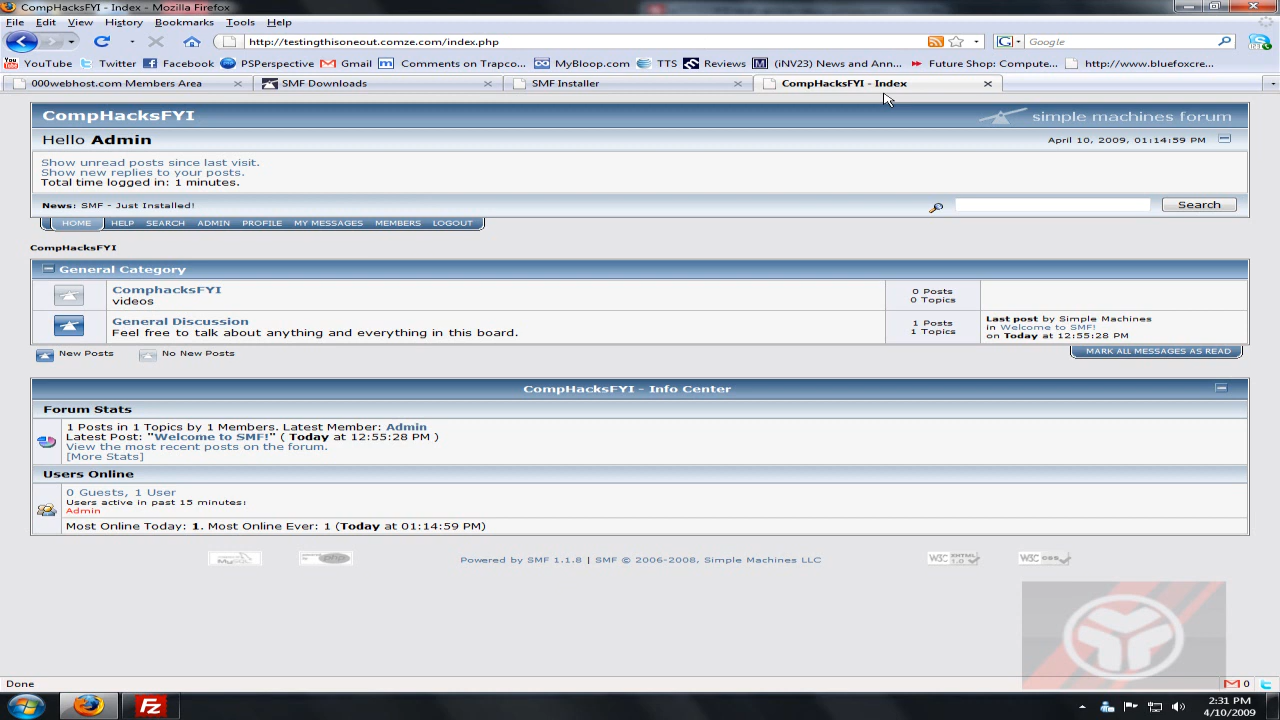 CompHacksFYI - Index - Mozilla Firefox
File Edit View History Bookmarks Tools Help
http://testingthisoneout.comze.com/index.php
Google
YouTube Twitter Facebook PSPerspective Gmail Comments on Trapco... MyBloop.com TTS Reviews (iNV23) News and Ann... Future Shop: Compute... http://www.bluefoxcre...
000webhost.com Members Area SMF Downloads SMF Installer CompHacksFYI - Index
CompHacksFYI
simple machines forum
Hello Admin
April 10, 2009, 01:14:59 PM
Show unread posts since last visit.
Show new replies to your posts.
Total time logged in: 1 minutes.
News: SMF - Just Installed!
Search
HOME HELP SEARCH ADMIN PROFILE MY MESSAGES MEMBERS LOGOUT
CompHacksFYI
General Category
ComphacksFYI
videos
0 Posts
0 Topics
General Discussion
Feel free to talk about anything and everything in this board.
1 Posts
1 Topics
Last post by Simple Machines
in Welcome to SMF!
on Today at 12:55:28 PM
New Posts No New Posts
MARK ALL MESSAGES AS READ
CompHacksFYI - Info Center
Forum Stats
1 Posts in 1 Topics by 1 Members. Latest Member: Admin
Latest Post: "Welcome to SMF!" ( Today at 12:55:28 PM )
View the most recent posts on the forum.
[More Stats]
Users Online
0 Guests, 1 User
Users active in past 15 minutes:
Admin
Most Online Today: 1. Most Online Ever: 1 (Today at 01:14:59 PM)
Powered by SMF 1.1.8 | SMF © 2006-2008, Simple Machines LLC
W3C XHTML 1.0
W3C CSS
Done
0
2:31 PM
4/10/2009